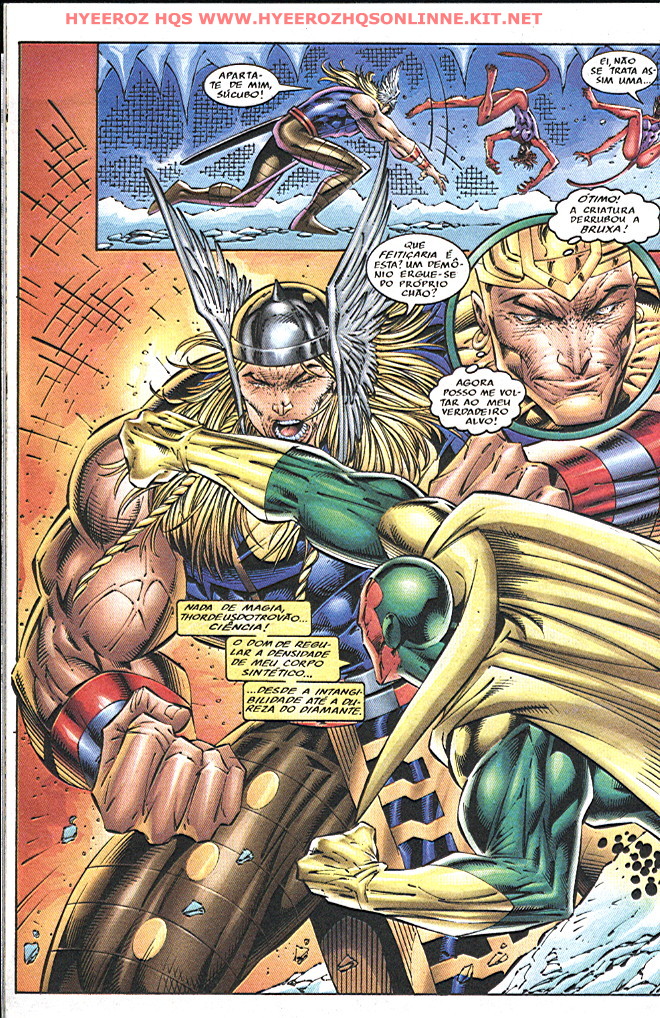 HYEEROZ HQS WWW.HYEEROZHQSONLINNE.KIT.NET
APARTA-
TE DE MIM,
SÚCUBO!
EI, NÃO
SE TRATA AS
SIM UMA...
ÓTIMO!
A CRIATURA
DERRUBOU A
BRUXA!
QUE
FEITIÇARIA É
ESTA? UM DEMÔ-
NIO ERGUE-SE
DO PRÓPRIO
CHÃO?
AGORA
POSSO ME VOL-
TAR AO MEU
VERDADEIRO
ALVO!
NADA DE MAGIA,
THORDEUSDOTROVÃO...
CIÊNCIA!
O DOM DE REGU-
LAR A DENSIDADE
DE MEU CORPO
SINTÉTICO...
...DESDE A INTANGI-
BILIDADE ATÉ A DU-
REZA DO DIAMANTE.